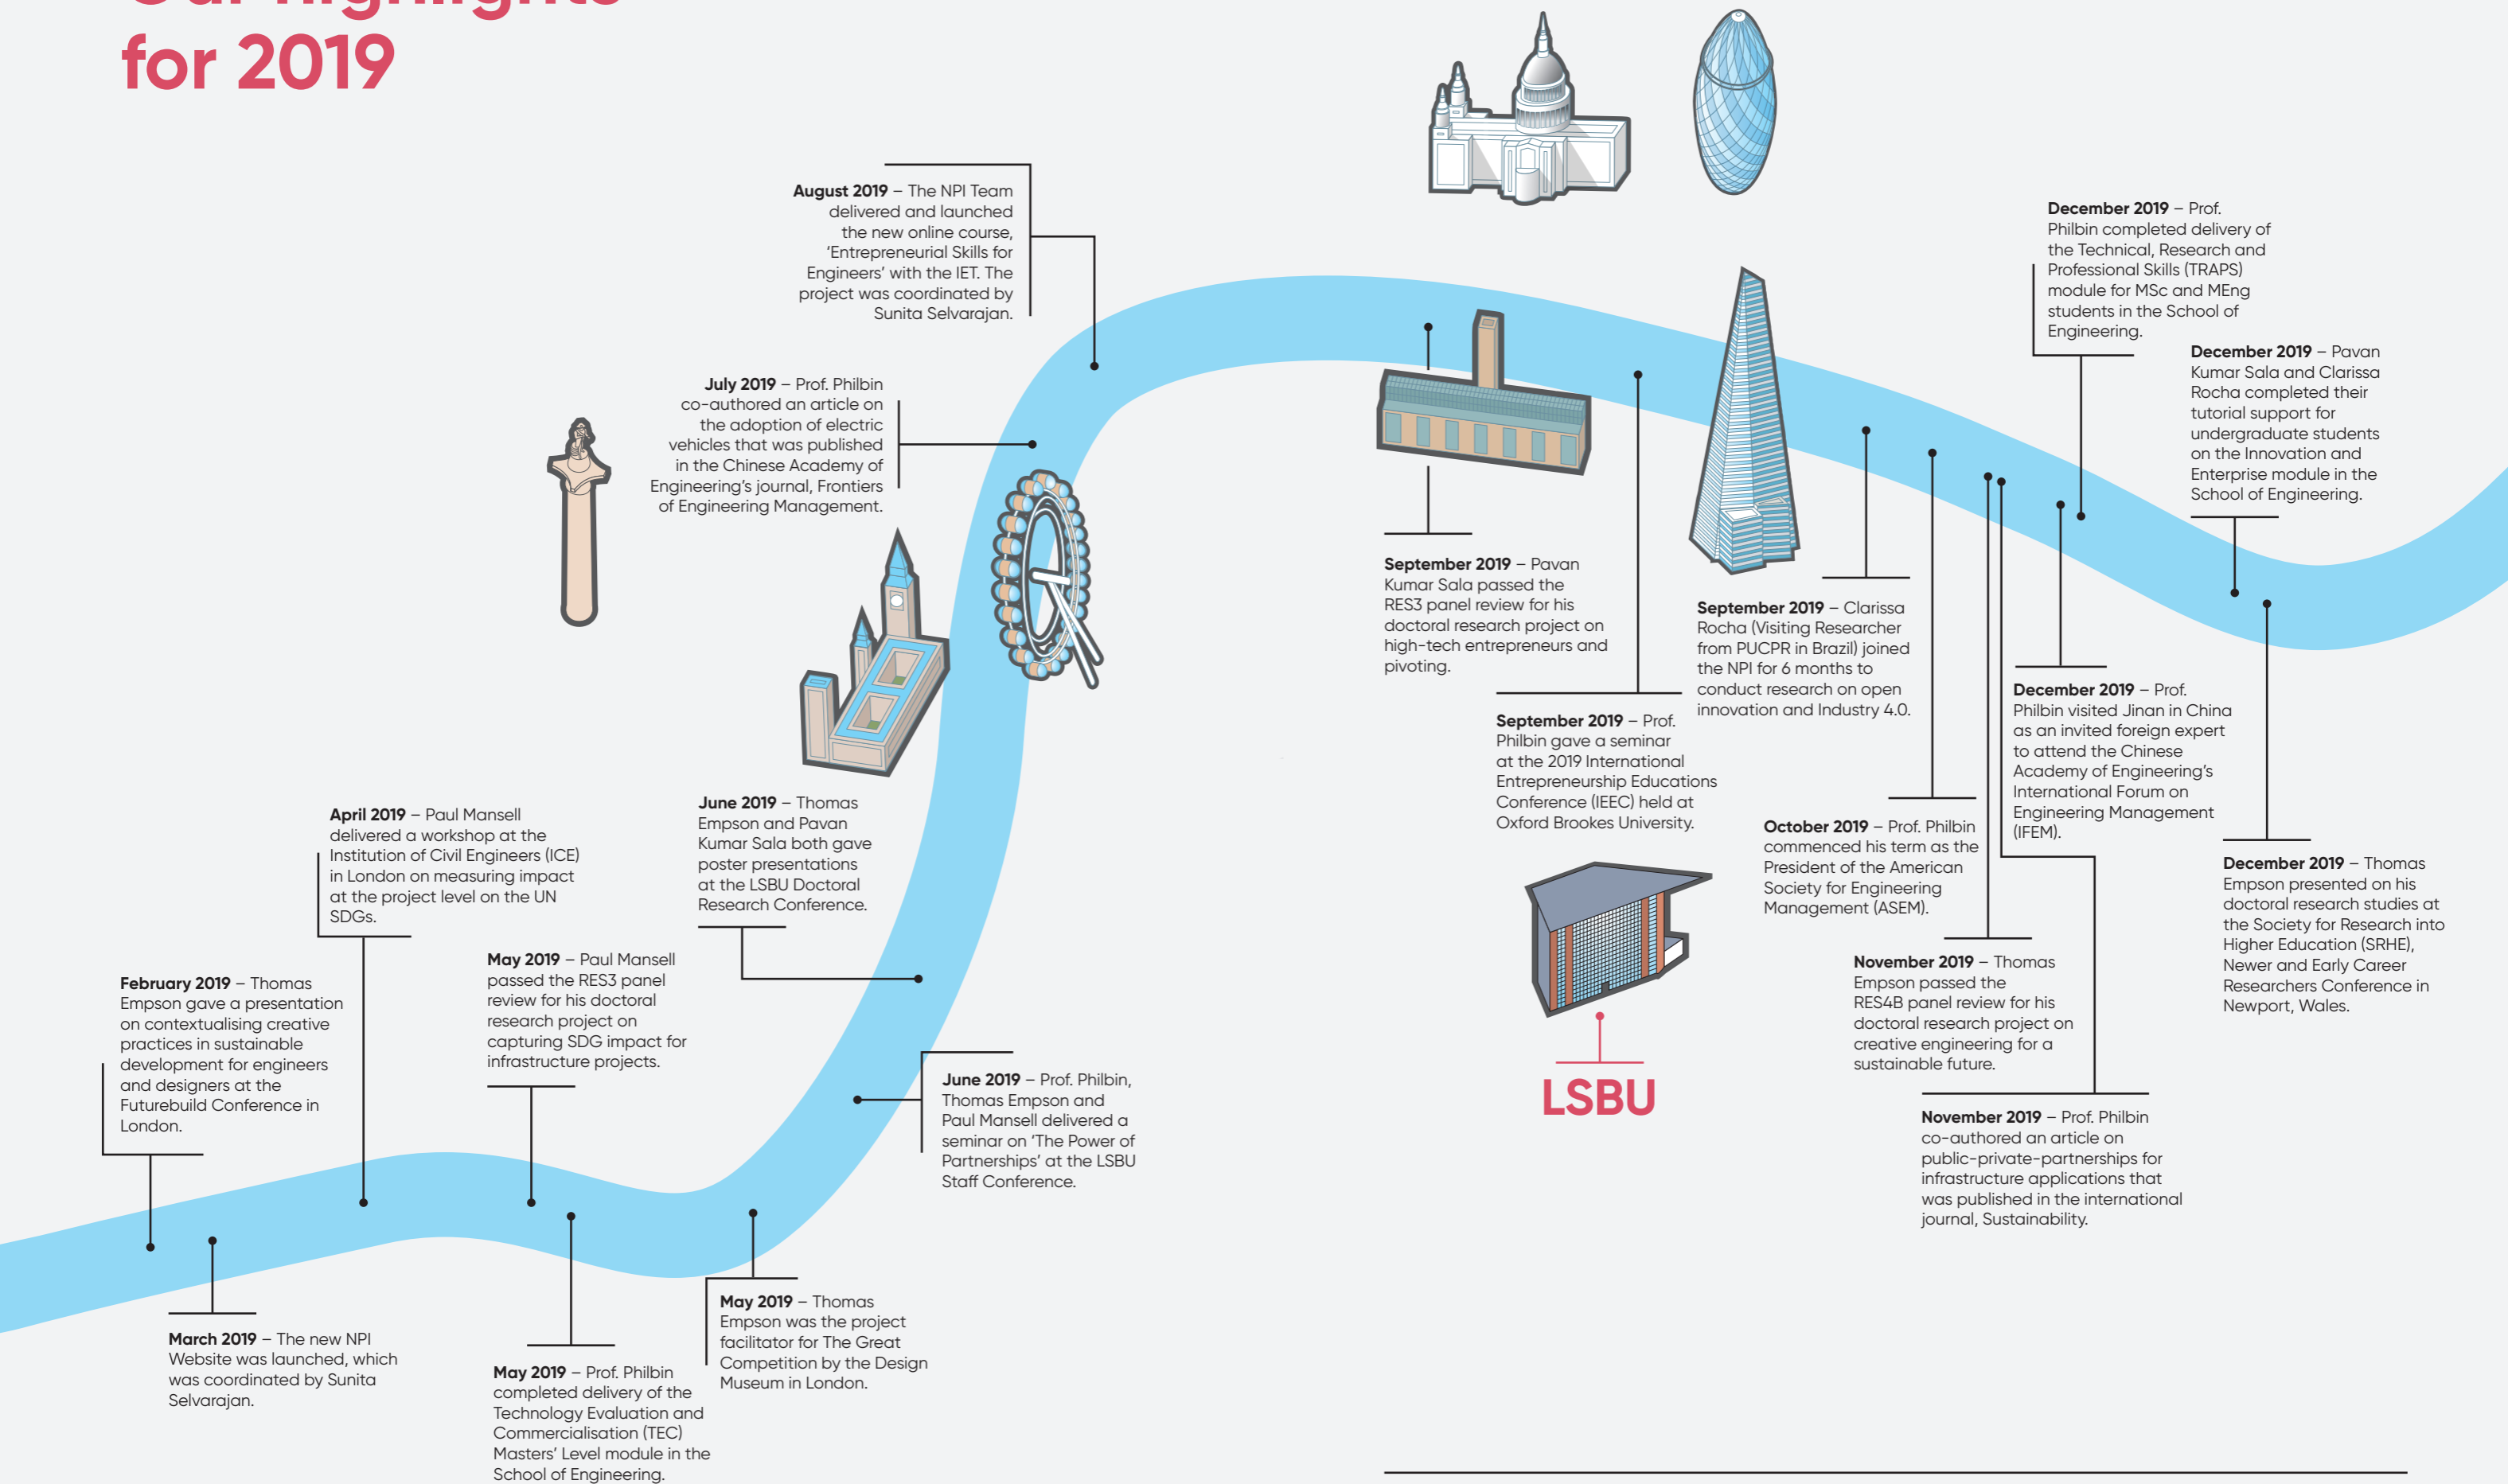 Our highlights
for 2019
August 2019 – The NPI Team
delivered and launched
the new online course,
‘Entrepreneurial Skills for
Engineers’ with the IET. The
project was coordinated by
Sunita Selvarajan.
July 2019 – Prof. Philbin
co-authored an article on
the adoption of electric
vehicles that was published
in the Chinese Academy of
Engineering’s journal, Frontiers
of Engineering Management.
April 2019 – Paul Mansell
delivered a workshop at the
Institution of Civil Engineers (ICE)
in London on measuring impact
at the project level on the UN
SDGs.
June 2019 – Thomas
Empson and Pavan
Kumar Sala both gave
poster presentations
at the LSBU Doctoral
Research Conference.
February 2019 – Thomas
Empson gave a presentation
on contextualising creative
practices in sustainable
development for engineers
and designers at the
Futurebuild Conference in
London.
May 2019 – Paul Mansell
passed the RES3 panel
review for his doctoral
research project on
capturing SDG impact for
infrastructure projects.
June 2019 – Prof. Philbin,
Thomas Empson and
Paul Mansell delivered a
seminar on ‘The Power of
Partnerships’ at the LSBU
Staff Conference.
March 2019 – The new NPI
Website was launched, which
was coordinated by Sunita
Selvarajan.
May 2019 – Prof. Philbin
completed delivery of the
Technology Evaluation and
Commercialisation (TEC)
Masters’ Level module in the
School of Engineering.
May 2019 – Thomas
Empson was the project
facilitator for The Great
Competition by the Design
Museum in London.
September 2019 – Pavan
Kumar Sala passed the
RES3 panel review for his
doctoral research project on
high-tech entrepreneurs and
pivoting.
September 2019 – Prof.
Philbin gave a seminar
at the 2019 International
Entrepreneurship Educations
Conference (IEEC) held at
Oxford Brookes University.
September 2019 – Clarissa
Rocha (Visiting Researcher
from PUCPR in Brazil) joined
the NPI for 6 months to
conduct research on open
innovation and Industry 4.0.
October 2019 – Prof. Philbin
commenced his term as the
President of the American
Society for Engineering
Management (ASEM).
November 2019 – Thomas
Empson passed the
RES4B panel review for his
doctoral research project on
creative engineering for a
sustainable future.
November 2019 – Prof. Philbin
co-authored an article on
public-private-partnerships for
infrastructure applications that
was published in the international
journal, Sustainability.
December 2019 – Prof.
Philbin visited Jinan in China
as an invited foreign expert
to attend the Chinese
Academy of Engineering’s
International Forum on
Engineering Management
(IFEM).
December 2019 – Prof.
Philbin completed delivery of
the Technical, Research and
Professional Skills (TRAPS)
module for MSc and MEng
students in the School of
Engineering.
December 2019 – Pavan
Kumar Sala and Clarissa
Rocha completed their
tutorial support for
undergraduate students
on the Innovation and
Enterprise module in the
School of Engineering.
December 2019 – Thomas
Empson presented on his
doctoral research studies at
the Society for Research into
Higher Education (SRHE),
Newer and Early Career
Researchers Conference in
Newport, Wales.
LSBU